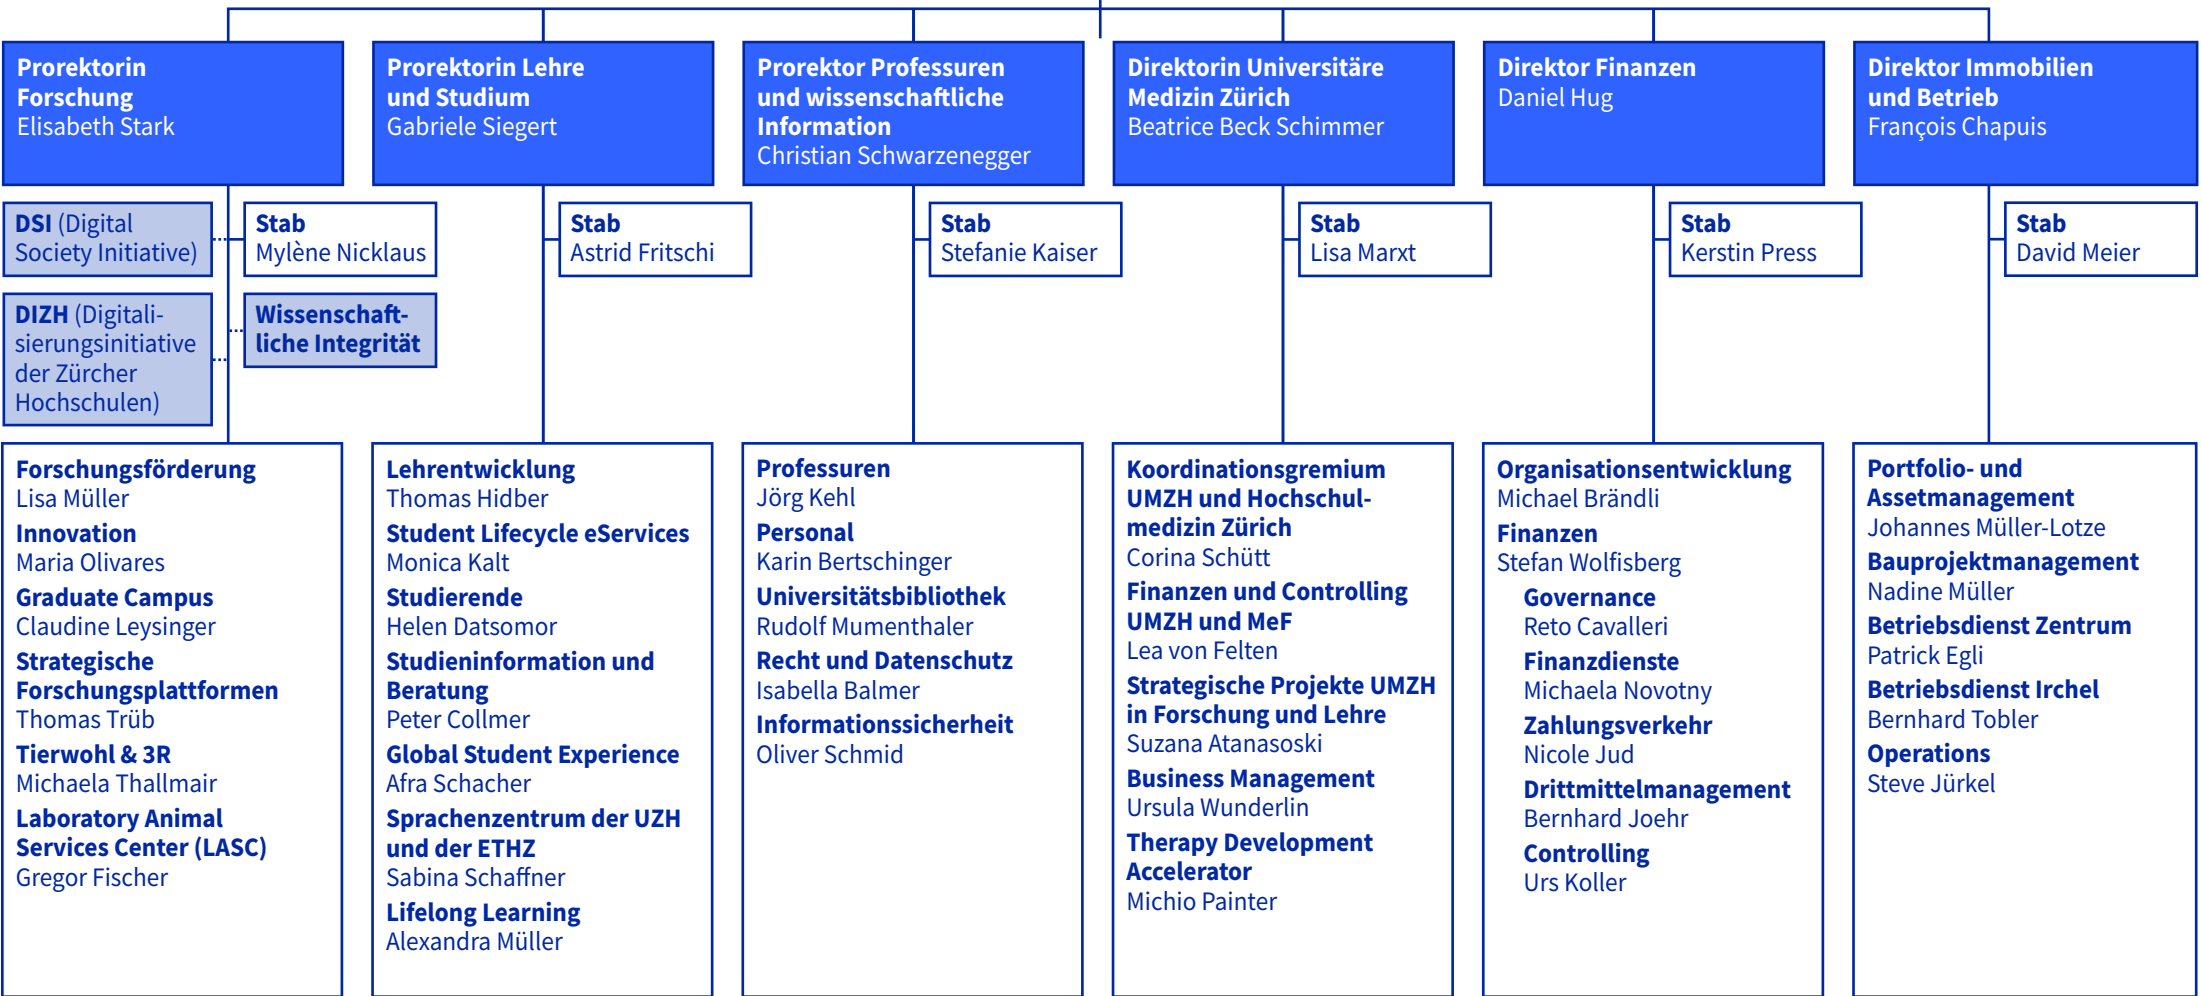 Prorektorin
Forschung
Elisabeth Stark
Prorektorin Lehre
und Studium
Gabriele Siegert
Prorektor Professuren
und wissenschaftliche
Information
Christian Schwarzenegger
Direktorin Universitäre
Medizin Zürich
Beatrice Beck Schimmer
Direktor Finanzen
Daniel Hug
Direktor Immobilien
und Betrieb
François Chapuis
DSI (Digital
Society Initiative)
Stab
Mylène Nicklaus
DIZH (Digitali-
sierungsinitiative
der Zürcher
Hochschulen)
Wissenschaft-
liche Integrität
Stab
Astrid Fritschi
Stab
Stefanie Kaiser
Stab
Lisa Marxt
Stab
Kerstin Press
Stab
David Meier
Forschungsförderung
Lisa Müller
Innovation
Maria Olivares
Graduate Campus
Claudine Leysinger
Strategische
Forschungsplattformen
Thomas Trüb
Tierwohl & 3R
Michaela Thallmair
Laboratory Animal
Services Center (LASC)
Gregor Fischer
Lehrentwicklung
Thomas Hidber
Student Lifecycle eServices
Monica Kalt
Studierende
Helen Datsomor
Studieninformation und
Beratung
Peter Collmer
Global Student Experience
Afra Schacher
Sprachenzentrum der UZH
und der ETHZ
Sabina Schaffner
Lifelong Learning
Alexandra Müller
Professuren
Jörg Kehl
Personal
Karin Bertschinger
Universitätsbibliothek
Rudolf Mumenthaler
Recht und Datenschutz
Isabella Balmer
Informationssicherheit
Oliver Schmid
Koordinationsgremium
UMZH und Hochschul-
medizin Zürich
Corina Schütt
Finanzen und Controlling
UMZH und MeF
Lea von Felten
Strategische Projekte UMZH
in Forschung und Lehre
Suzana Atanasoski
Business Management
Ursula Wunderlin
Therapy Development
Accelerator
Michio Painter
Organisationsentwicklung
Michael Brändli
Finanzen
Stefan Wolfisberg
Governance
Reto Cavalleri
Finanzdienste
Michaela Novotny
Zahlungsverkehr
Nicole Jud
Drittmittelmanagement
Bernhard Joehr
Controlling
Urs Koller
Portfolio- und
Assetmanagement
Johannes Müller-Lotze
Bauprojektmanagement
Nadine Müller
Betriebsdienst Zentrum
Patrick Egli
Betriebsdienst Irchel
Bernhard Tobler
Operations
Steve Jürkel